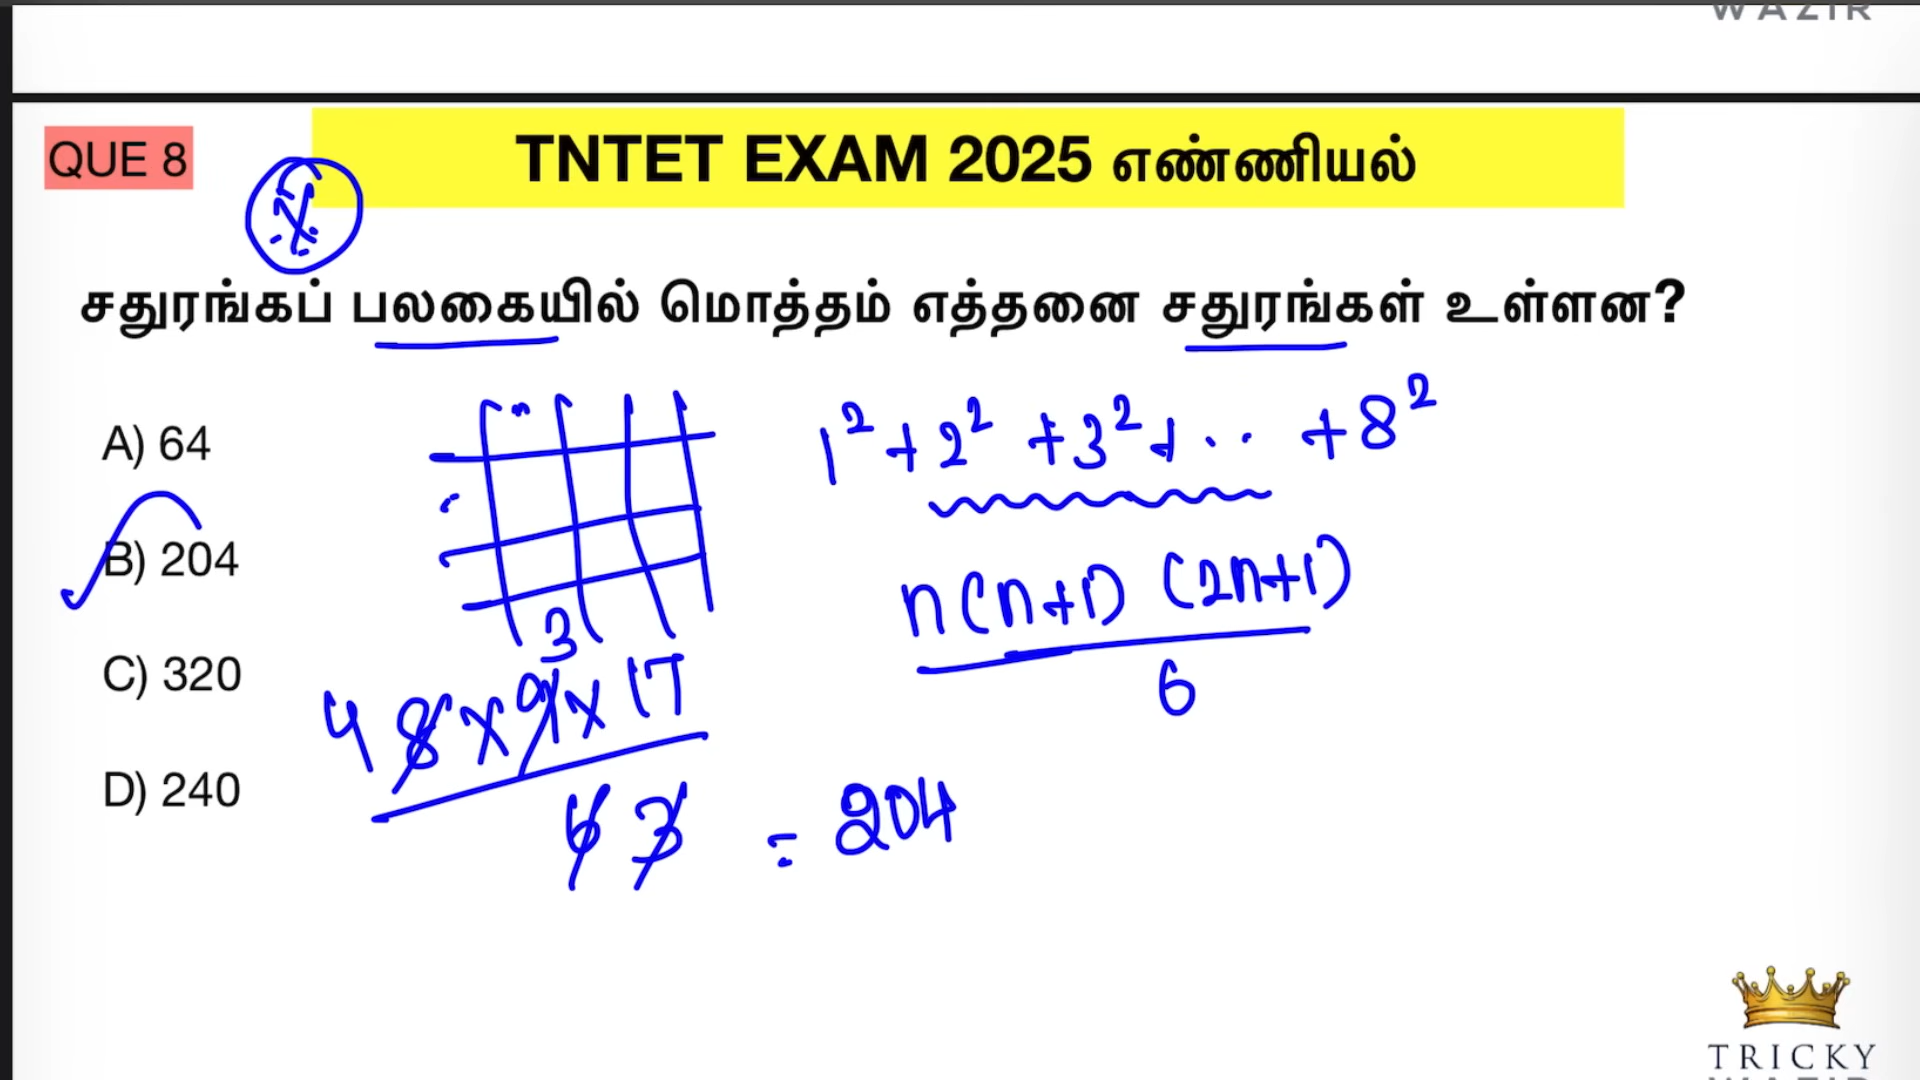 WAZIR
QUE 8
TNTET EXAM 2025 எண்ணியல்
சதுரங்கப் பலகையில் மொத்தம் எத்தனை சதுரங்கள் உள்ளன?
A) 64
B) 204
C) 320
D) 240
1² + 2² + 3² + .. + 8²
n(n+1) (2n+1)
6
3
4 8 x 9 x 17
6 3 = 204
TRICKY